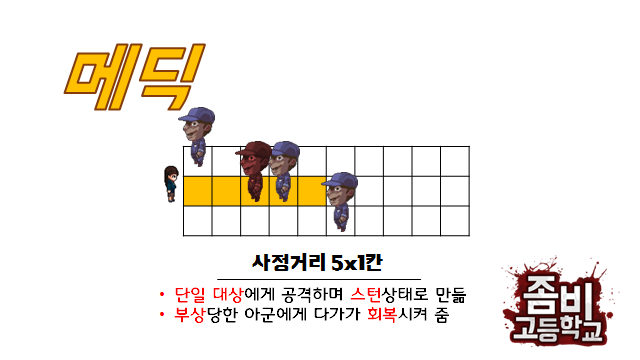 메딕
사정거리 5x1칸
• 단일 대상에게 공격하며 스턴상태로 만듦
• 부상당한 아군에게 다가가 회복시켜 줌
좀비
고등학교